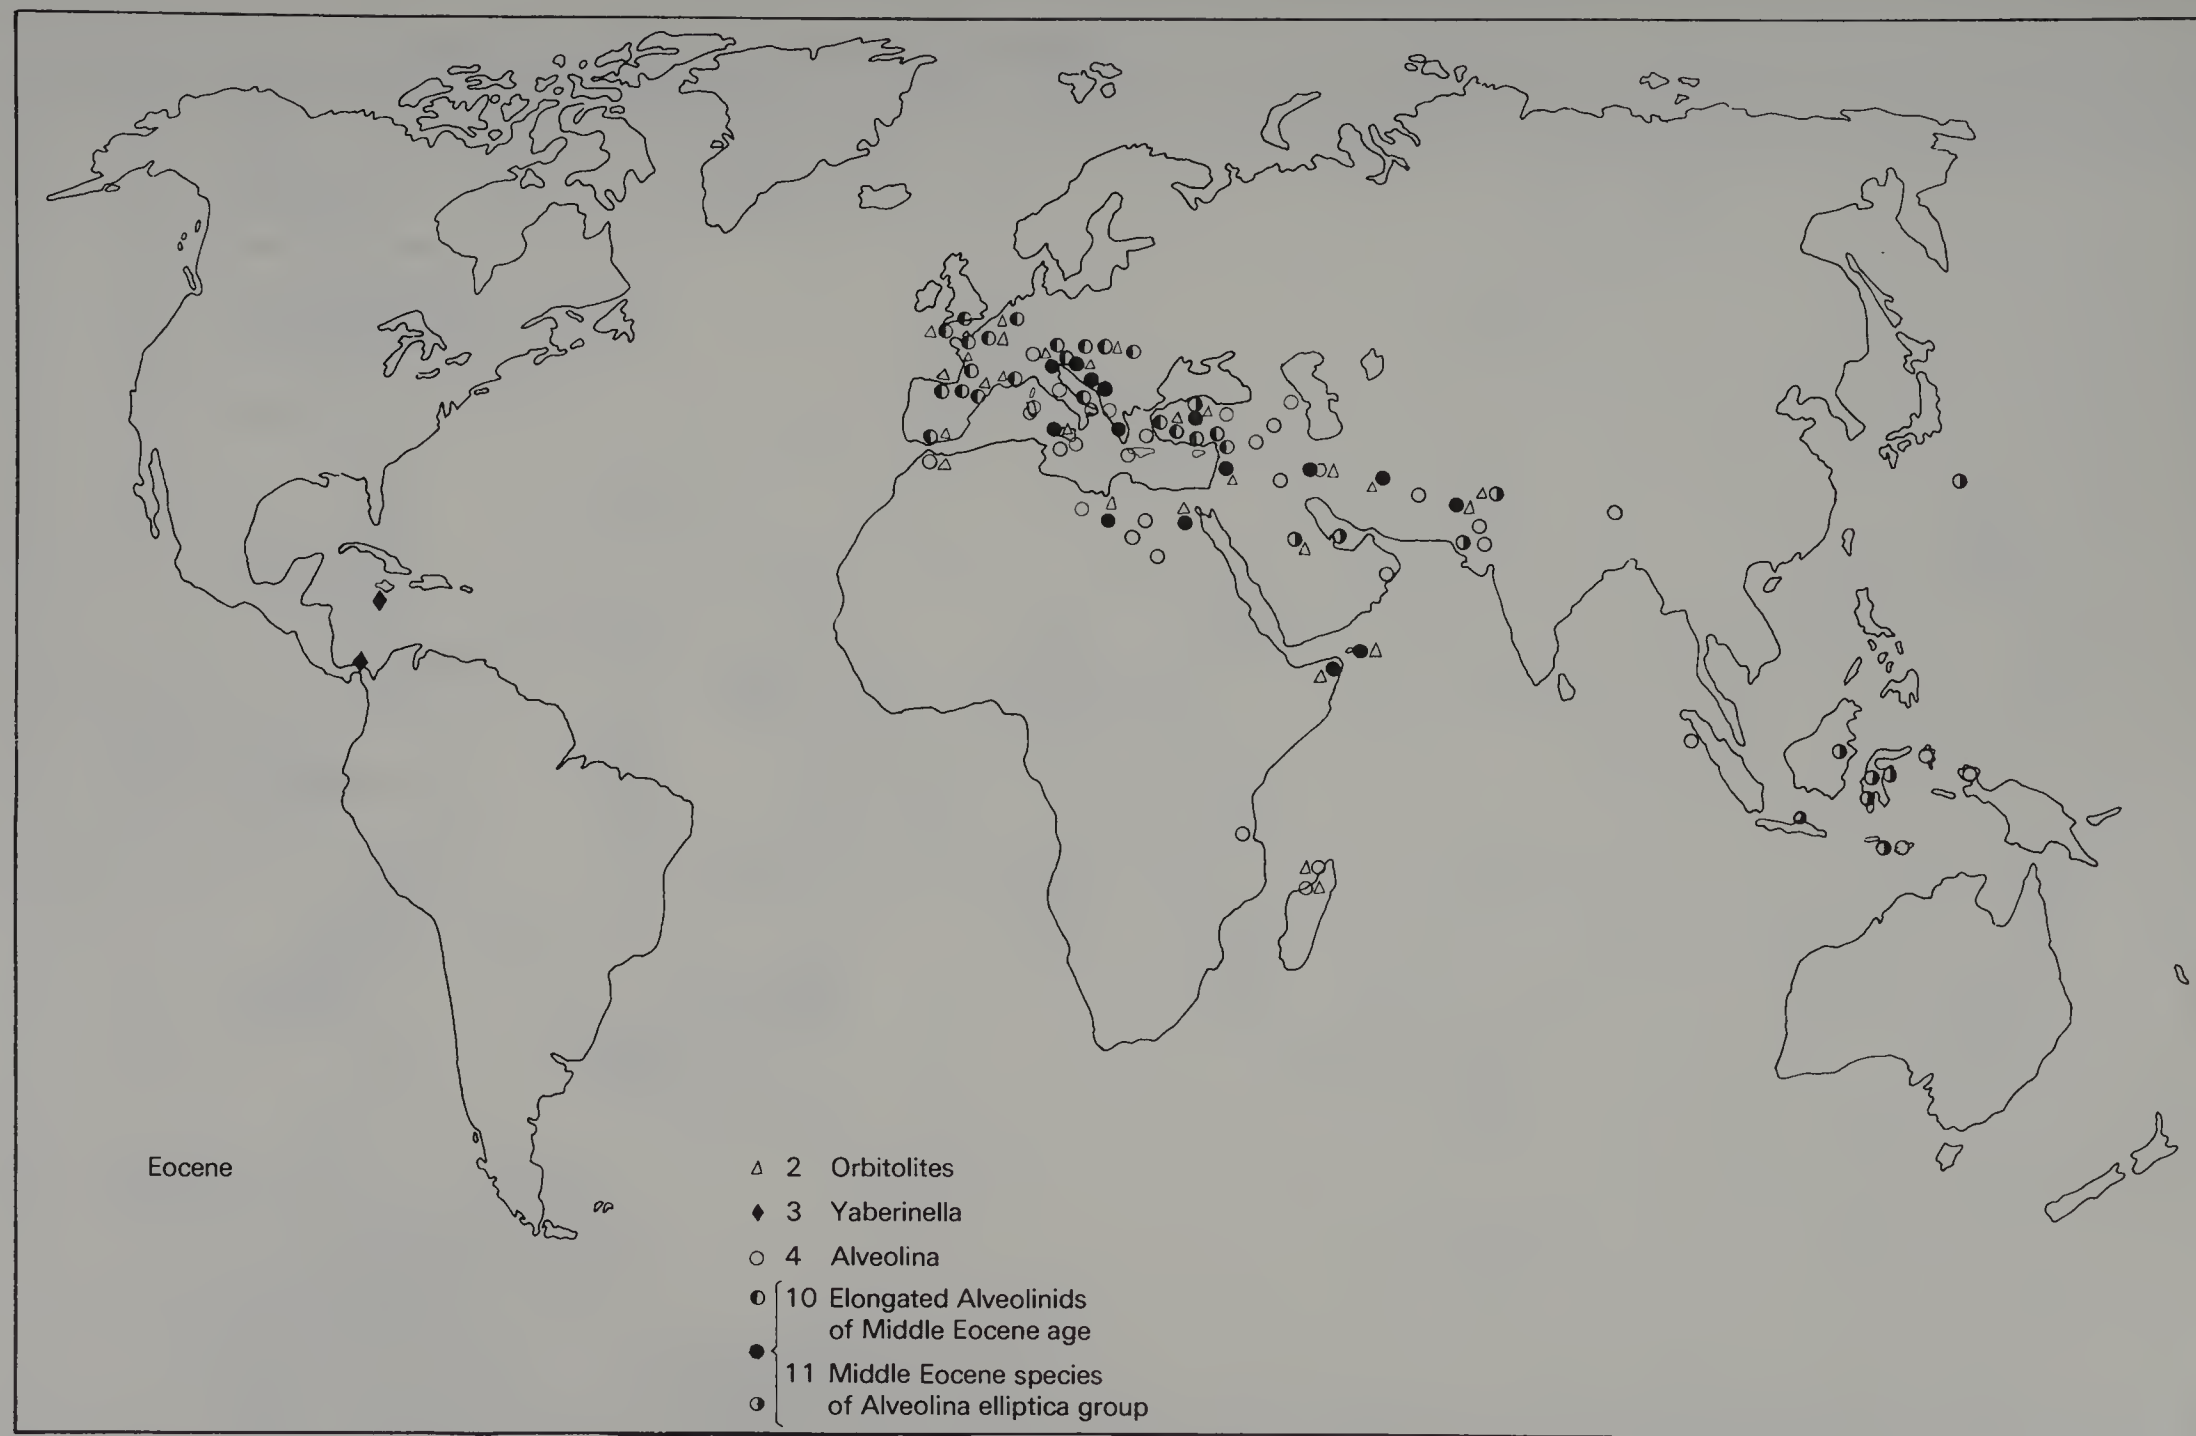 Eocene
2 Orbitolites
3 Yaberinella
4 Alveolina
10 Elongated Alveolinids
of Middle Eocene age
11 Middle Eocene species
of Alveolina elliptica group